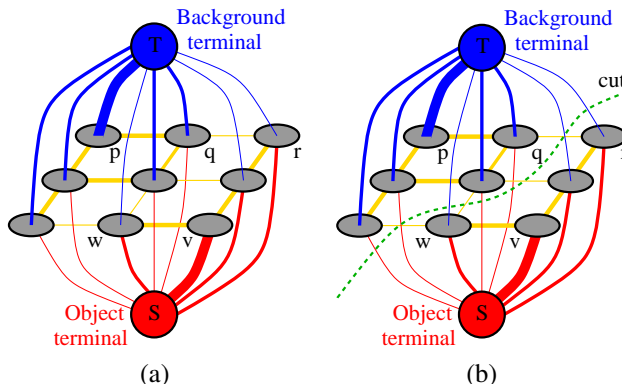 T
Background
terminal
p
q
r
w
v
S
Object
terminal
(a)
T
Background
terminal
cut
p
q
w
v
S
Object
terminal
(b)